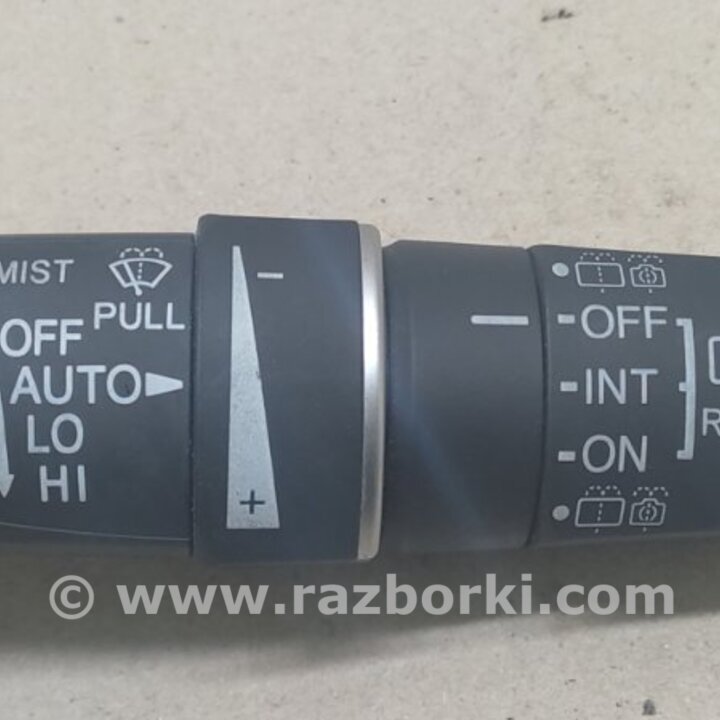 MIST
PULL
OFF
AUTO
LO
HI
−
+
-OFF
-INT
-ON
© www.razborki.com